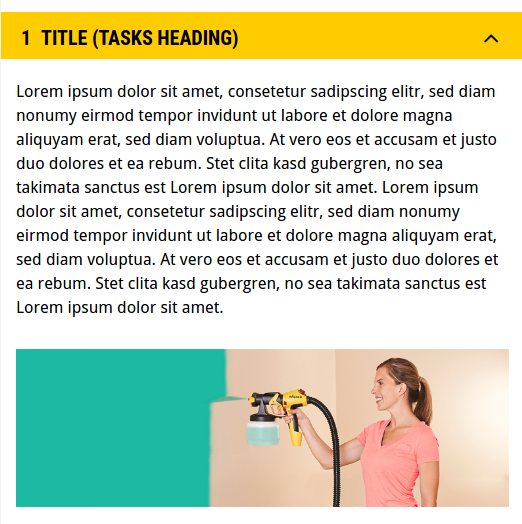 1 TITLE (TASKS HEADING)
Lorem ipsum dolor sit amet, consetetur sadipscing elitr, sed diam
nonumy eirmod tempor invidunt ut labore et dolore magna
aliquyam erat, sed diam voluptua. At vero eos et accusam et justo
duo dolores et ea rebum. Stet clita kasd gubergren, no sea
takimata sanctus est Lorem ipsum dolor sit amet. Lorem ipsum
dolor sit amet, consetetur sadipscing elitr, sed diam nonumy
eirmod tempor invidunt ut labore et dolore magna aliquyam erat,
sed diam voluptua. At vero eos et accusam et justo duo dolores et
ea rebum. Stet clita kasd gubergren, no sea takimata sanctus est
Lorem ipsum dolor sit amet.